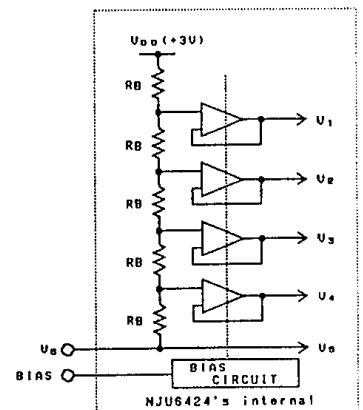 VDD(+3V)
RB
V1
RB
V2
RB
V3
RB
V4
RB
V5
V5
BIAS
BIAS
CIRCUIT
NJU6424's internal